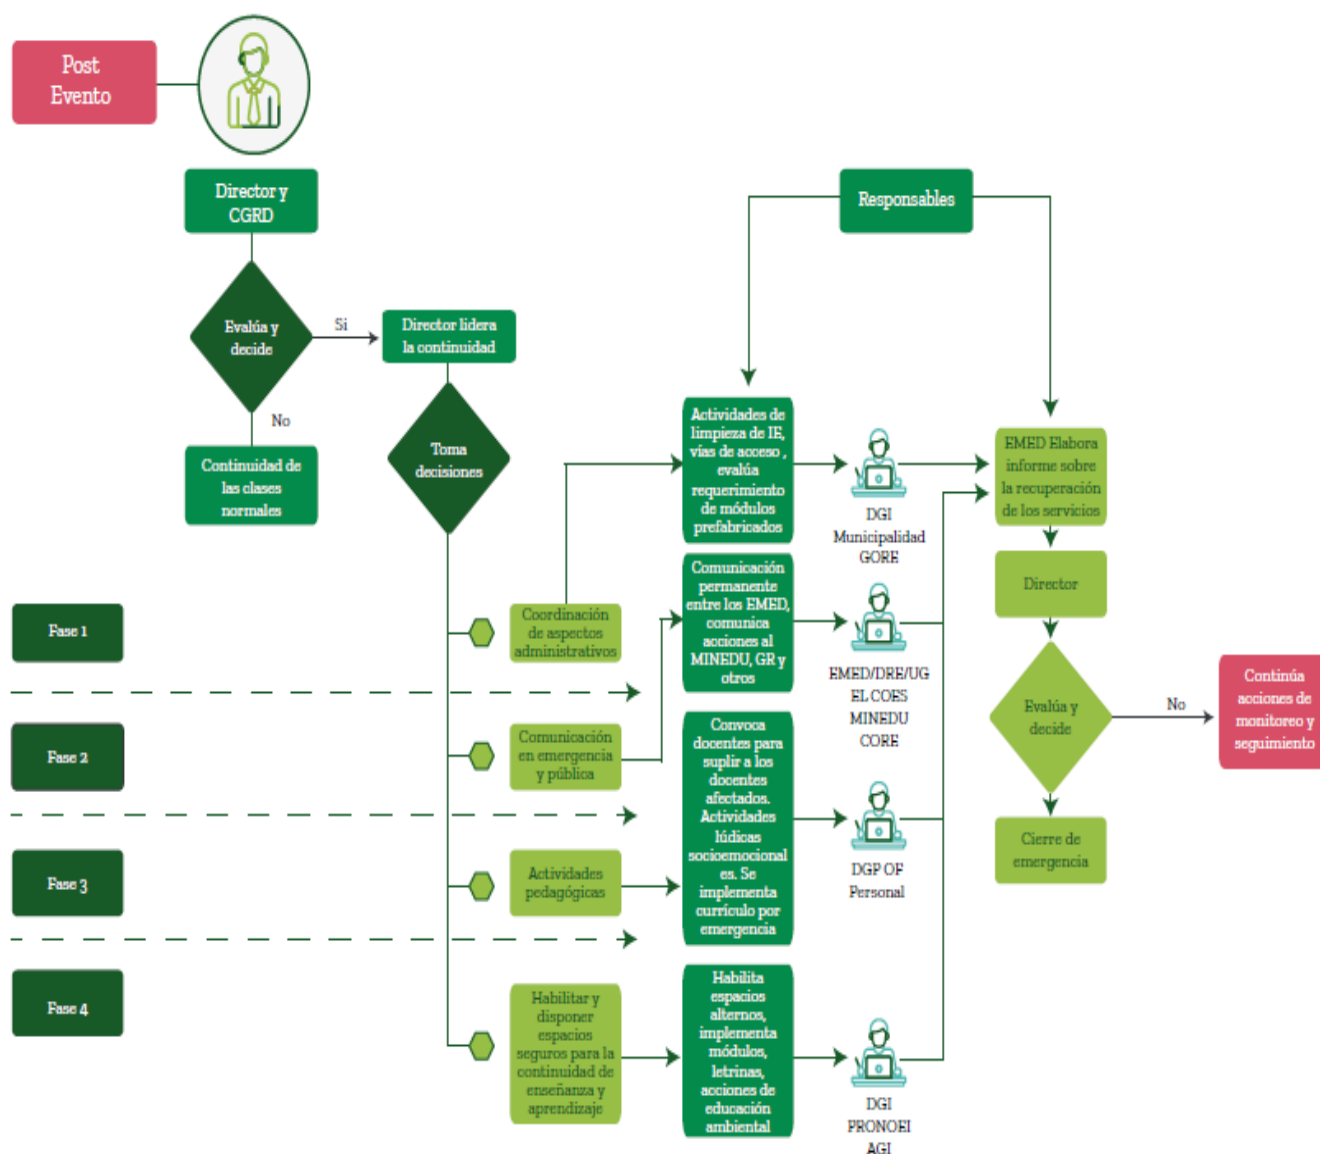 Post
Evento
Director y
CGRD
Evalúa y
decide
Si
No
Continuidad de
las clases
normales
Director lidera
la continuidad
Toma
decisiones
Responsables
Fase 1
Coordinación
de aspectos
administrativos
Actividades de
limpieza de IE,
vías de acceso ,
evalúa
requerimiento
de módulos
prefabricados
DGI
Municipalidad
GORE
Fase 2
Comunicación
en emergencia
y pública
Comunicación
permanente
entre los EMED,
comunica
acciones al
MINEDU, GR y
otros
EMED/DRE/UG
EL COES
MINEDU
CORE
Fase 3
Actividades
pedagógicas
Convoca
docentes para
suplir a los
docentes
afectados.
Actividades
lúdicas
socioemocional
es. Se
implementa
currículo por
emergencia
DGP OF
Personal
Fase 4
Habilitar y
disponer
espacios
seguros para la
continuidad de
enseñanza y
aprendizaje
Habilita
espacios
alternos,
implementa
módulos,
letrinas,
acciones de
educación
ambiental
DGI
PRONOEI
AGI
EMED Elabora
informe sobre
la recuperación
de los servicios
Director
Evalúa y
decide
No
Continúa
acciones de
monitoreo y
seguimiento
Cierre de
emergencia